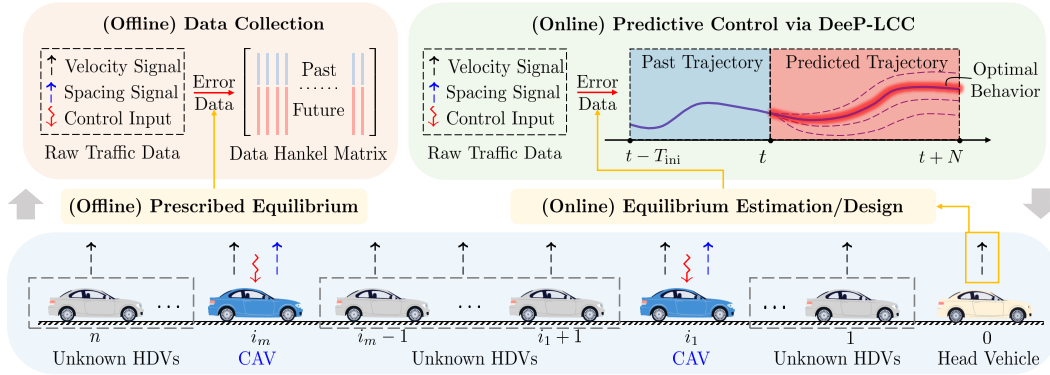 (Offline) Data Collection
Velocity Signal
Spacing Signal
Control Input
Raw Traffic Data
Error
Data
Past
......
Future
Data Hankel Matrix
(Online) Predictive Control via DeeP-LCC
Velocity Signal
Spacing Signal
Control Input
Raw Traffic Data
Error
Data
Past Trajectory
Predicted Trajectory
Optimal
Behavior
t − T_ini
t
t + N
(Offline) Prescribed Equilibrium
(Online) Equilibrium Estimation/Design
...
...
...
n
i_m
i_m − 1
i_1 + 1
i_1
1
0
Unknown HDVs
CAV
Unknown HDVs
CAV
Unknown HDVs
Head Vehicle